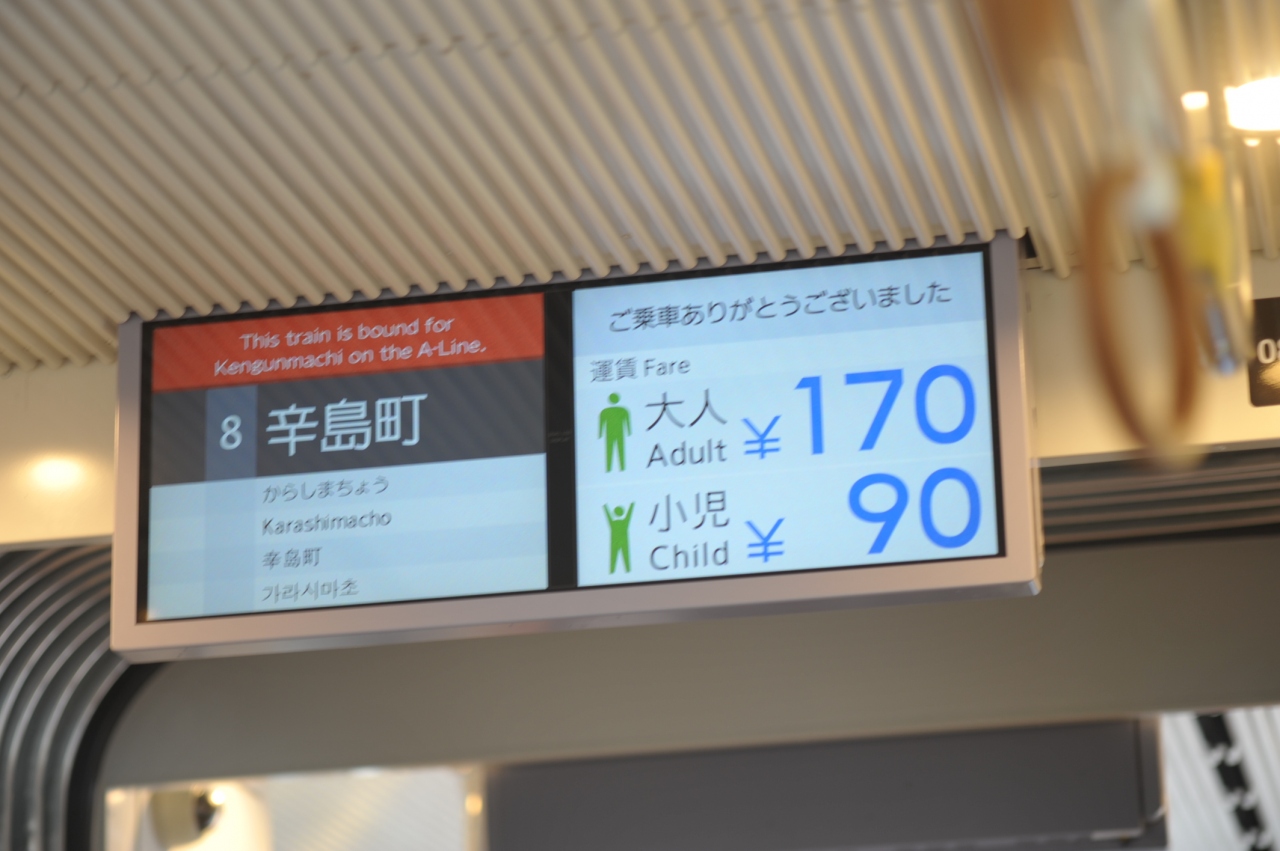 This train is bound for
Kengunmachi on the A-Line.
8 辛島町
からしまちょう
Karashimacho
辛島町
가라시마초
ご乗車ありがとうございました
運賃 Fare
大人 ¥170
Adult
小児 ¥90
Child